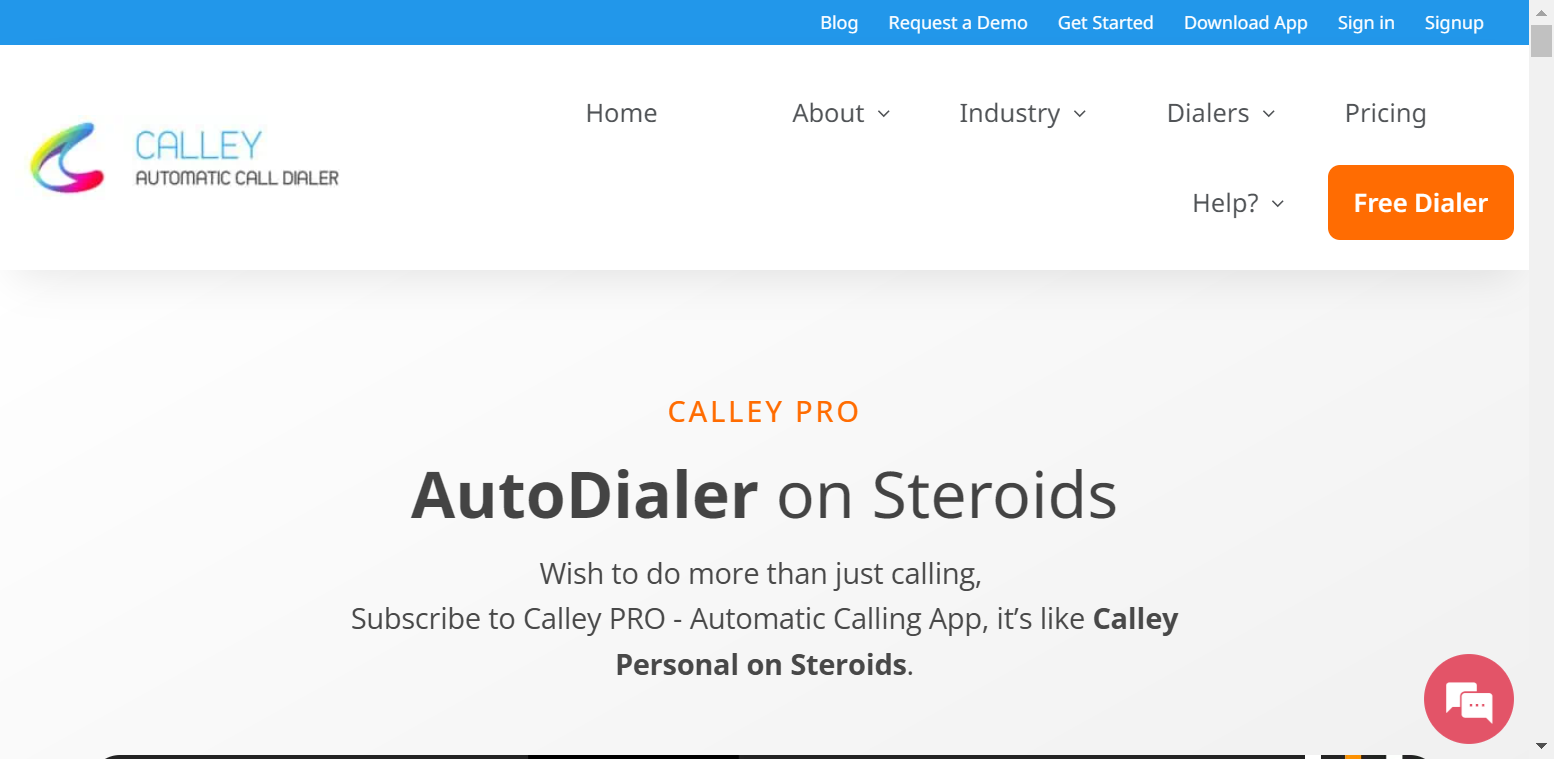 Blog Request a Demo Get Started Download App Sign in Signup
Home About Industry Dialers Pricing
CALLEY
AUTOMATIC CALL DIALER
Help? Free Dialer
CALLEY PRO
AutoDialer on Steroids
Wish to do more than just calling,
Subscribe to Calley PRO - Automatic Calling App, it’s like Calley
Personal on Steroids.